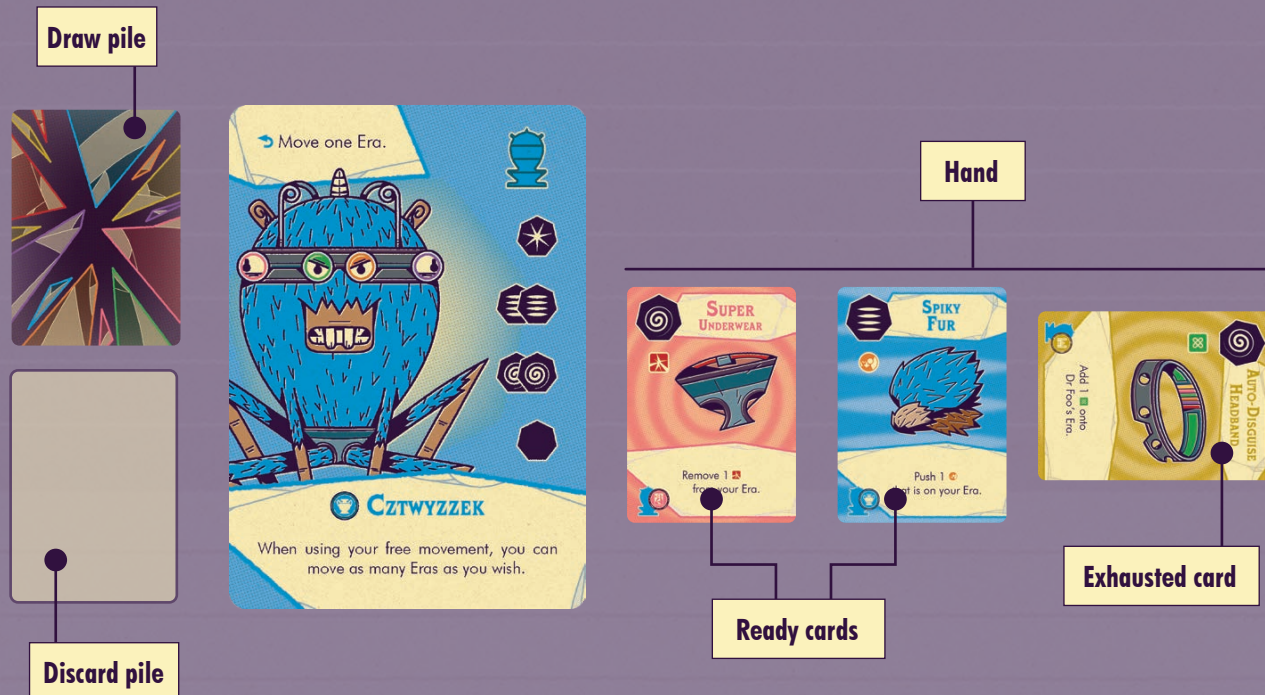 Draw pile
Move one Era.
Cztwyzzek
When using your free movement, you can
move as many Eras as you wish.
Discard pile
Hand
Super
Underwear
Remove 1
from your Era.
Spiky
Fur
Push 1
that is on your Era.
Auto-Disguise
Headband
Add 1 onto
Dr Foo's Era.
Ready cards
Exhausted card